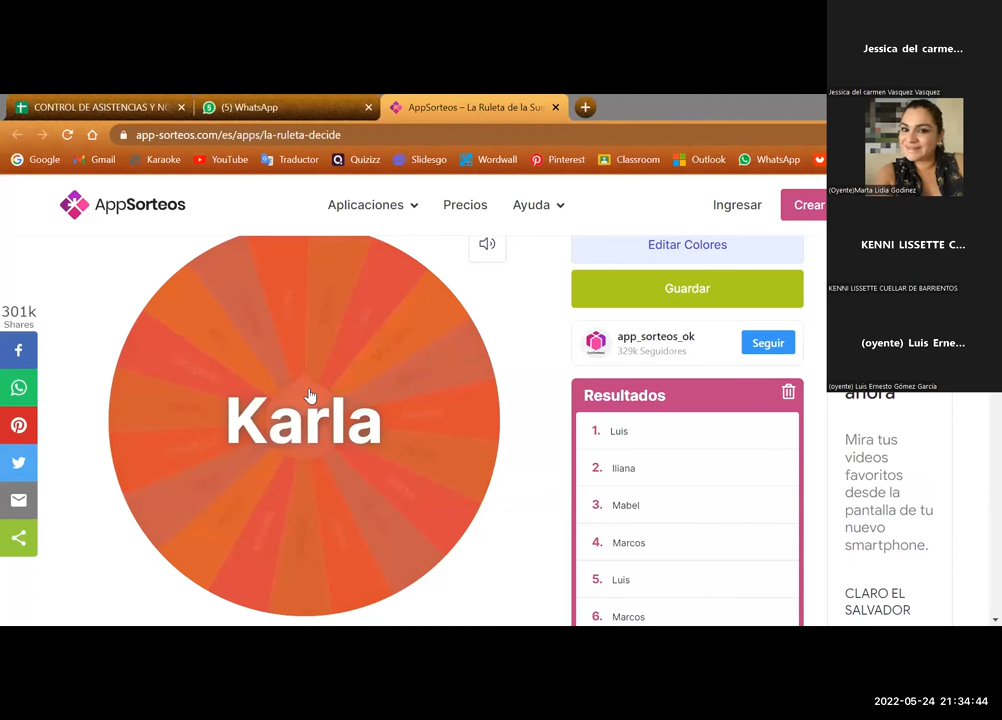 Jessica del carme...
Jessica del carmen Vasquez Vasquez
(Oyente)Marta Lidia Godinez
KENNI LISSETTE C...
KENNI LISSETTE CUELLAR DE BARRIENTOS
(oyente) Luis Erne...
(oyente) Luis Ernesto Gómez García
CONTROL DE ASISTENCIAS Y NO
(5) WhatsApp
AppSorteos – La Ruleta de la Sue
app-sorteos.com/es/apps/la-ruleta-decide
Google
Gmail
Karaoke
YouTube
Traductor
Quizizz
Slidesgo
Wordwall
Pinterest
Classroom
Outlook
WhatsApp
AppSorteos
Aplicaciones
Precios
Ayuda
Ingresar
Crear
301k
Shares
Karla
Editar Colores
Guardar
app_sorteos_ok
329k Seguidores
Seguir
Resultados
1. Luis
2. Iliana
3. Mabel
4. Marcos
5. Luis
6. Marcos
ahora
Mira tus
videos
favoritos
desde la
pantalla de tu
nuevo
smartphone.
CLARO EL
SALVADOR
2022-05-24 21:34:44